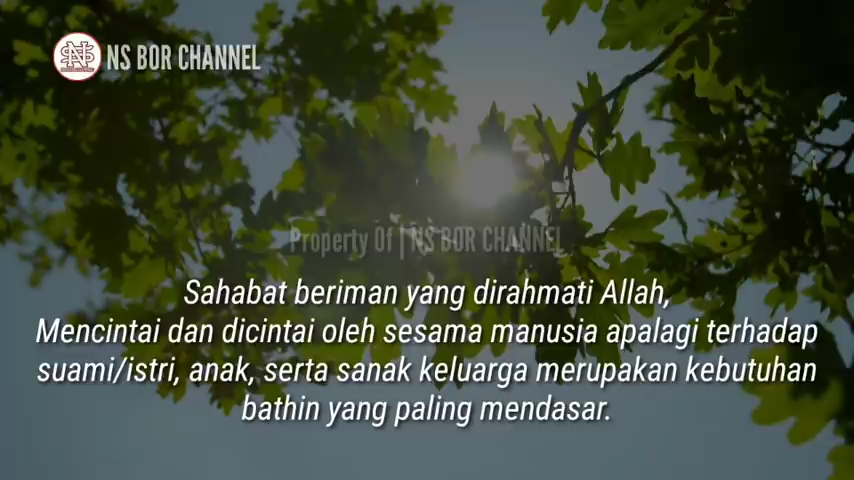 NS BOR CHANNEL
Property Of | NS BOR CHANNEL
Sahabat beriman yang dirahmati Allah,
Mencintai dan dicintai oleh sesama manusia apalagi terhadap
suami/istri, anak, serta sanak keluarga merupakan kebutuhan
bathin yang paling mendasar.